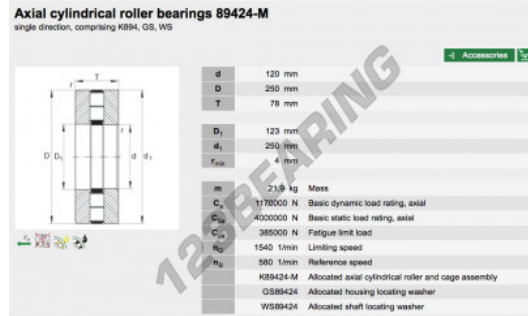 Axial cylindrical roller bearings 89424-M
single direction, comprising K894, GS, WS
Accessories
d 120 mm
D 250 mm
T 78 mm
D₁ 123 mm
d₁ 250 mm
rmin 4 mm
m 21,9 kg Mass
Ca 1170000 N Basic dynamic load rating, axial
C0a 4000000 N Basic static load rating, axial
Cua 385000 N Fatigue limit load
nG 1540 1/min Limiting speed
nB 580 1/min Reference speed
K89424-M Allocated axial cylindrical roller and cage assembly
GS89424 Allocated housing locating washer
WS89424 Allocated shaft locating washer
T
r
r
D D₁ d d₁
123BEARING